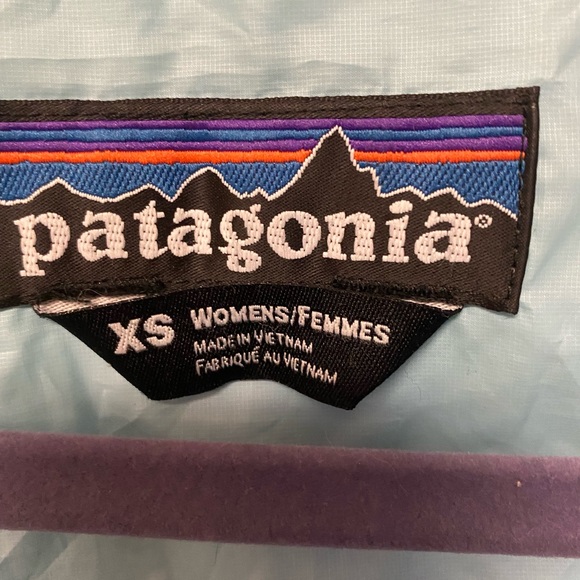 patagonia®
XS WOMENS/FEMMES
MADE IN VIETNAM
FABRIQUÉ AU VIETNAM